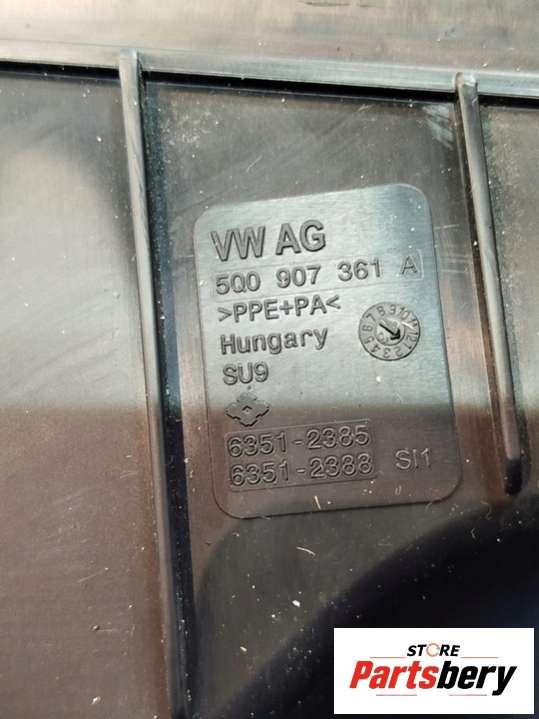 VW AG
5Q0 907 361 A
>PPE+PA<
Hungary
SU9
6351-2385
6351-2388 SI1
STORE
Partsbery